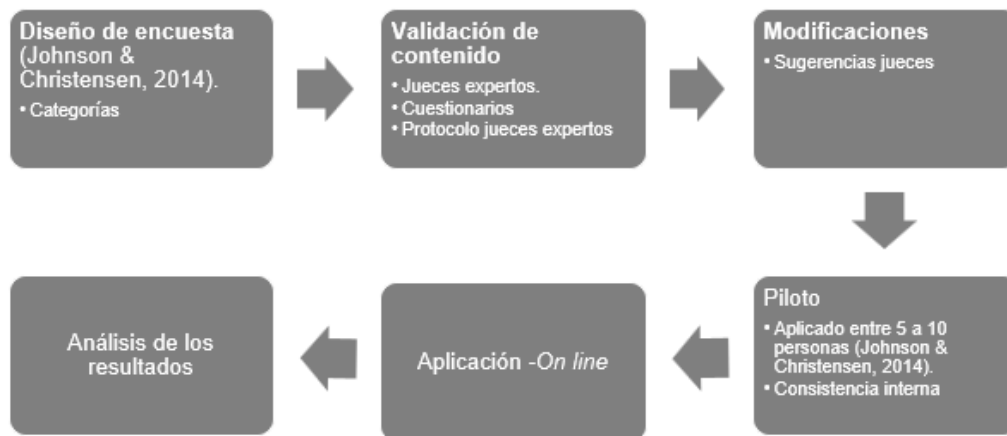 Diseño de encuesta
(Johnson &
Christensen, 2014).
• Categorías
Validación de
contenido
• Jueces expertos.
• Cuestionarios
• Protocolo jueces expertos
Modificaciones
• Sugerencias jueces
Piloto
• Aplicado entre 5 a 10
personas (Johnson &
Christensen, 2014).
• Consistencia interna
Aplicación -On line
Análisis de los
resultados